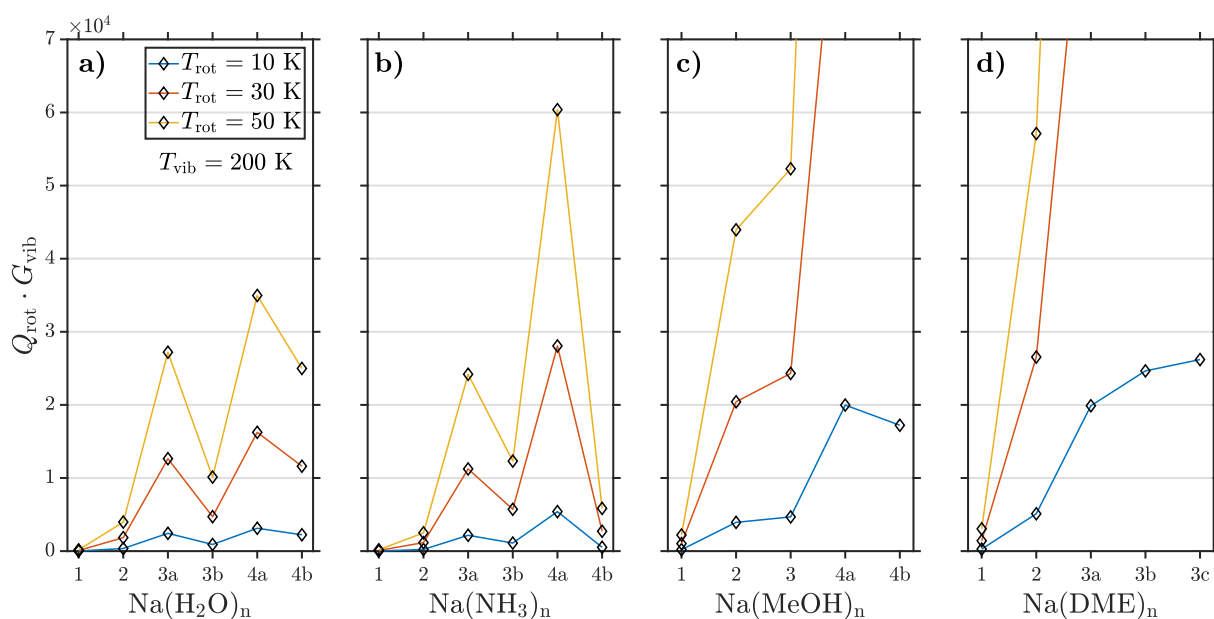 ×10⁴
7
6
5
4
3
2
1
0
Q_rot · G_vib
a)
T_rot = 10 K
T_rot = 30 K
T_rot = 50 K
T_vib = 200 K
1 2 3a 3b 4a 4b
Na(H₂O)ₙ
b)
1 2 3a 3b 4a 4b
Na(NH₃)ₙ
c)
1 2 3 4a 4b
Na(MeOH)ₙ
d)
1 2 3a 3b 3c
Na(DME)ₙ